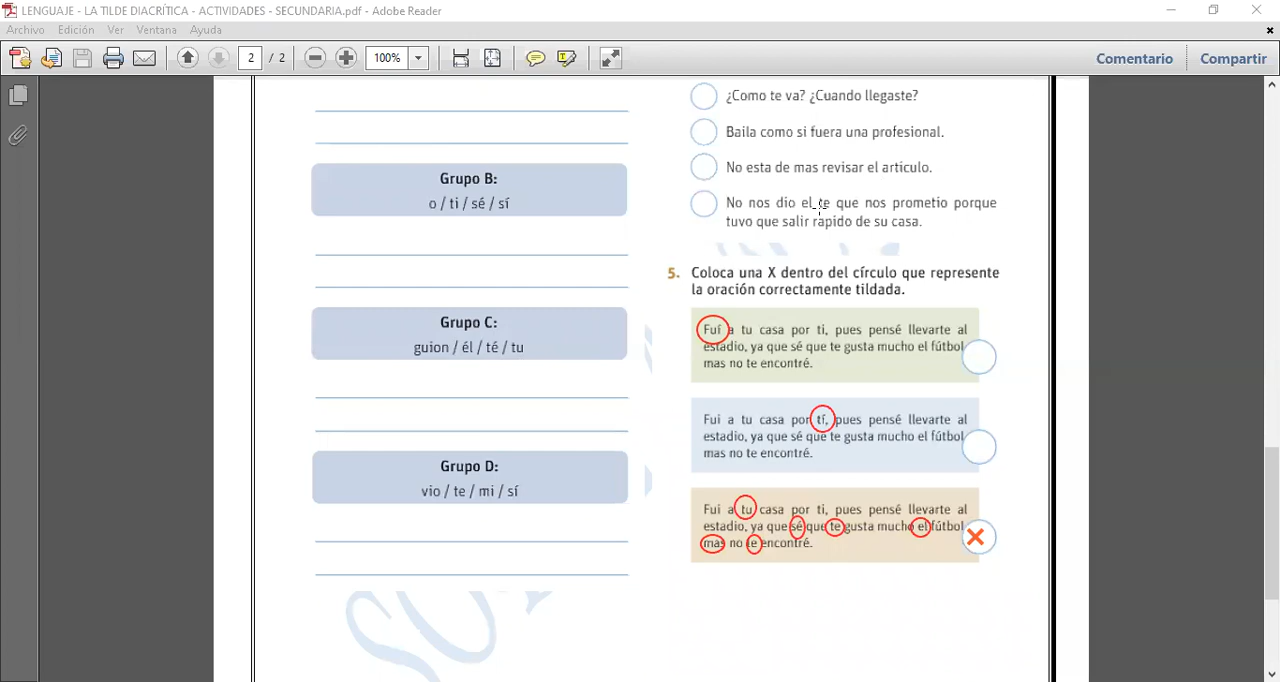 LENGUAJE - LA TILDE DIACRÍTICA - ACTIVIDADES - SECUNDARIA.pdf - Adobe Reader
Archivo Edición Ver Ventana Ayuda
2 / 2 100% Comentario Compartir
Grupo B:
o / ti / sé / sí
Grupo C:
guion / él / té / tu
Grupo D:
vio / te / mi / sí
¿Como te va? ¿Cuando llegaste?
Baila como si fuera una profesional.
No esta de mas revisar el articulo.
No nos dio el te que nos prometio porque
tuvo que salir rapido de su casa.
5. Coloca una X dentro del círculo que represente
la oración correctamente tildada.
Fuí a tu casa por ti, pues pensé llevarte al
estadio, ya que sé que te gusta mucho el fútbol
mas no te encontré.
Fui a tu casa por tí, pues pensé llevarte al
estadio, ya que sé que te gusta mucho el fútbol
mas no te encontré.
Fui a tu casa por ti, pues pensé llevarte al
estadio, ya que sé que te gusta mucho el fútbol
mas no te encontré.